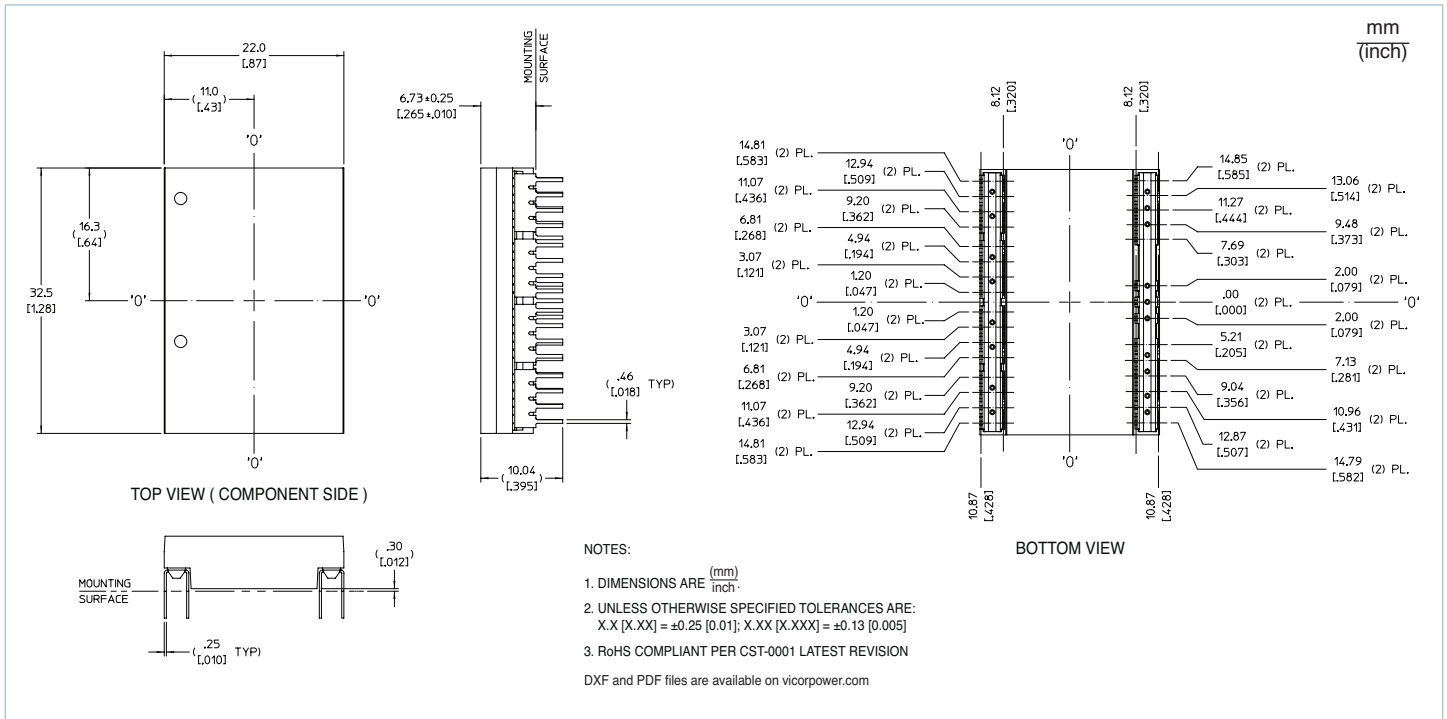 mm
(inch)
22.0
[.87]
( 11.0 )
[.43]
'0'
( 16.3 )
[.64]
32.5
[1.28]
'0'
'0'
'0'
TOP VIEW ( COMPONENT SIDE )
MOUNTING
SURFACE
6.73±0.25
[.265±.010]
( .46 TYP)
[.018]
( 10.04 )
[.395]
MOUNTING
SURFACE
( .30 )
[.012]
( .25 TYP)
[.010]
8.12
[.320]
8.12
[.320]
'0'
14.81
[.583] (2) PL.
12.94
[.509] (2) PL.
11.07
[.436] (2) PL.
9.20
[.362] (2) PL.
6.81
[.268] (2) PL.
4.94
[.194] (2) PL.
3.07
[.121] (2) PL.
1.20
[.047] (2) PL.
'0'
1.20
[.047] (2) PL.
3.07
[.121] (2) PL.
4.94
[.194] (2) PL.
6.81
[.268] (2) PL.
9.20
[.362] (2) PL.
11.07
[.436] (2) PL.
12.94
[.509] (2) PL.
14.81
[.583] (2) PL.
14.85
[.585] (2) PL.
13.06
[.514] (2) PL.
11.27
[.444] (2) PL.
9.48
[.373] (2) PL.
7.69
[.303] (2) PL.
2.00
[.079] (2) PL.
.00
[.000] (2) PL.
'0'
2.00
[.079] (2) PL.
5.21
[.205] (2) PL.
7.13
[.281] (2) PL.
9.04
[.356] (2) PL.
10.96
[.431] (2) PL.
12.87
[.507] (2) PL.
14.79
[.582] (2) PL.
'0'
10.87
[.428]
10.87
[.428]
BOTTOM VIEW
NOTES:
1. DIMENSIONS ARE (mm)
inch.
2. UNLESS OTHERWISE SPECIFIED TOLERANCES ARE:
X.X [X.XX] = ±0.25 [0.01]; X.XX [X.XXX] = ±0.13 [0.005]
3. RoHS COMPLIANT PER CST-0001 LATEST REVISION
DXF and PDF files are available on vicorpower.com